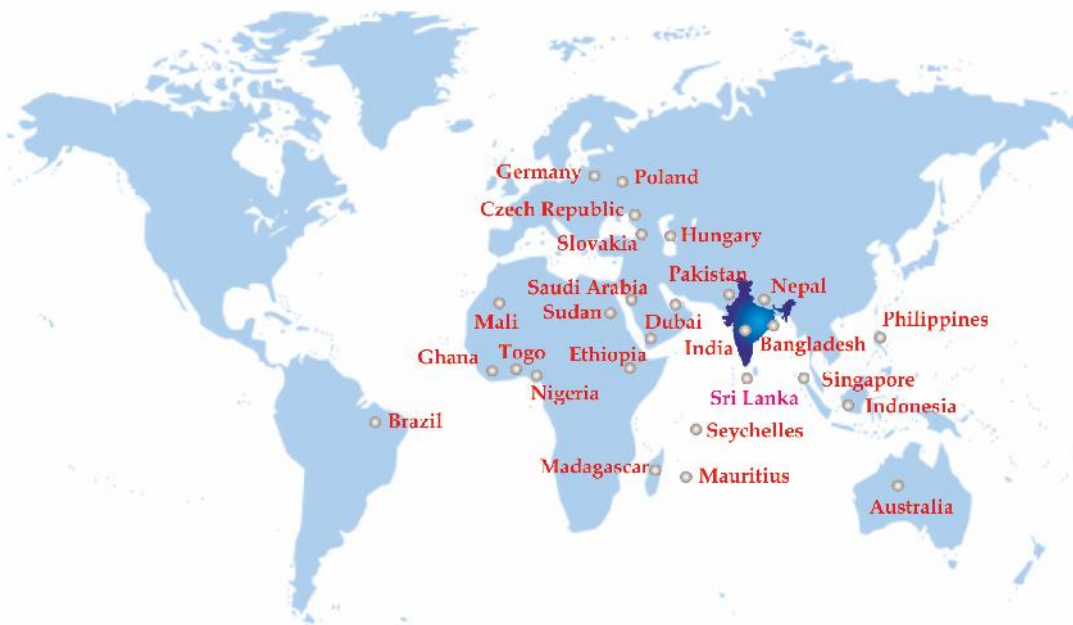 Germany
Poland
Czech Republic
Slovakia
Hungary
Pakistan
Nepal
Saudi Arabia
Sudan
Dubai
Mali
Philippines
India
Bangladesh
Ghana
Togo
Ethiopia
Nigeria
Singapore
Sri Lanka
Indonesia
Brazil
Seychelles
Madagascar
Mauritius
Australia